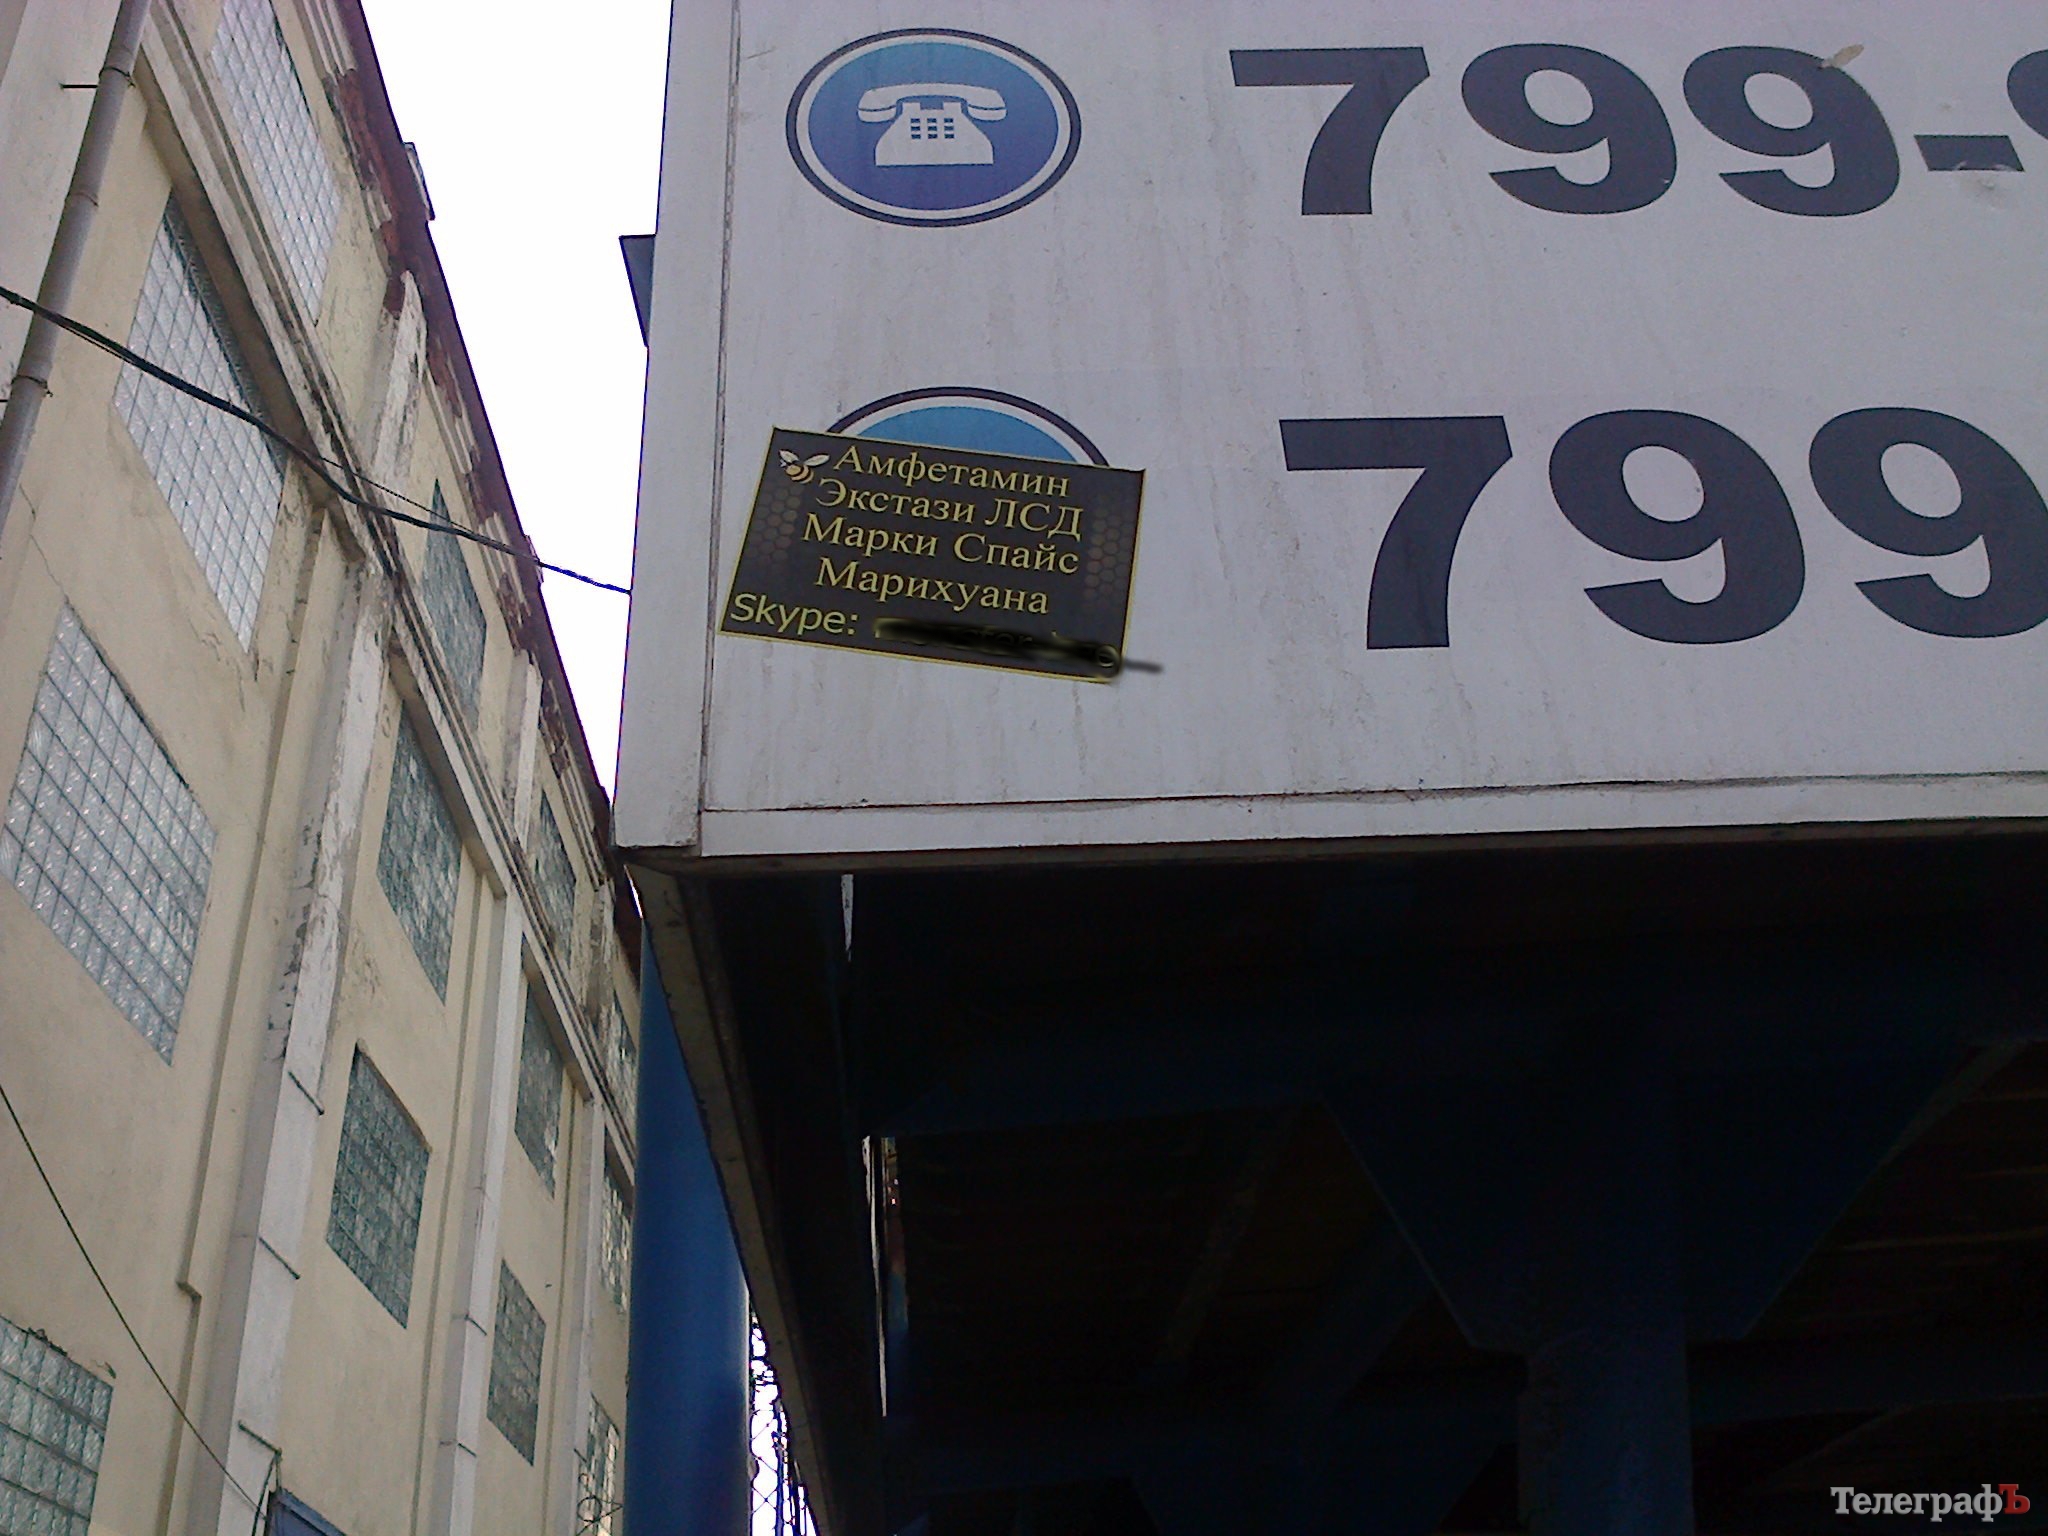 799-
799
Амфетамин
Экстази ЛСД
Марки Спайс
Марихуана
Skype:
ТелеграфЪ